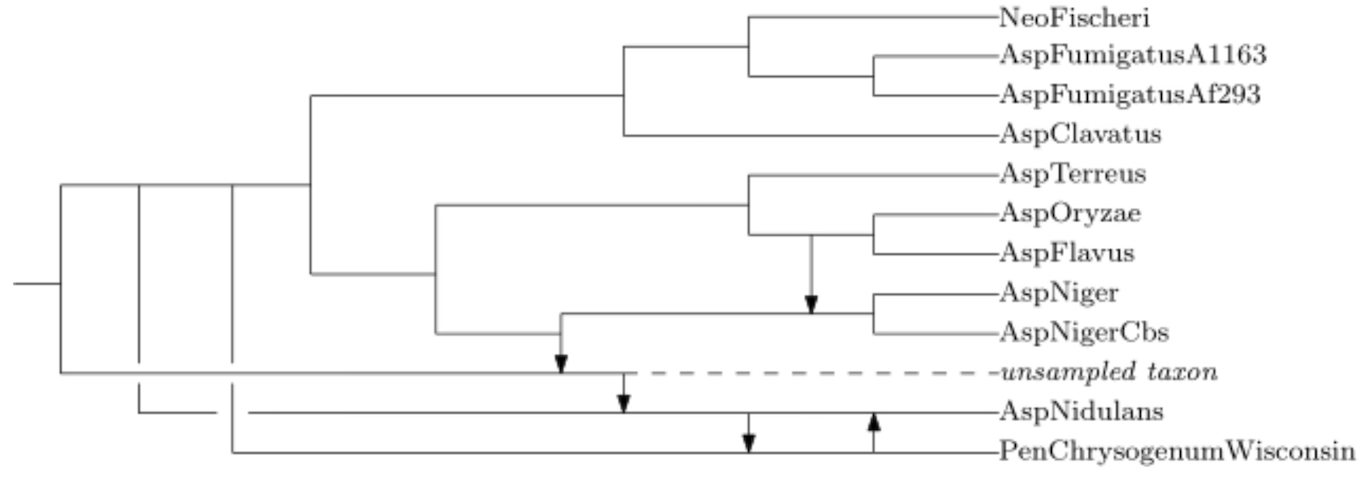 NeoFischeri
AspFumigatusA1163
AspFumigatusAf293
AspClavatus
AspTerreus
AspOryzae
AspFlavus
AspNiger
AspNigerCbs
unsampled taxon
AspNidulans
PenChrysogenumWisconsin